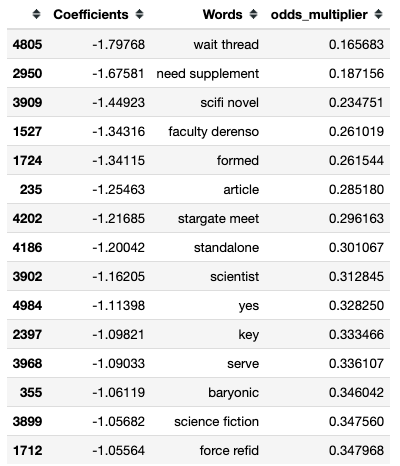 Coefficients Words odds_multiplier
4805 -1.79768 wait thread 0.165683
2950 -1.67581 need supplement 0.187156
3909 -1.44923 scifi novel 0.234751
1527 -1.34316 faculty derenso 0.261019
1724 -1.34115 formed 0.261544
235 -1.25463 article 0.285180
4202 -1.21685 stargate meet 0.296163
4186 -1.20042 standalone 0.301067
3902 -1.16205 scientist 0.312845
4984 -1.11398 yes 0.328250
2397 -1.09821 key 0.333466
3968 -1.09033 serve 0.336107
355 -1.06119 baryonic 0.346042
3899 -1.05682 science fiction 0.347560
1712 -1.05564 force refid 0.347968